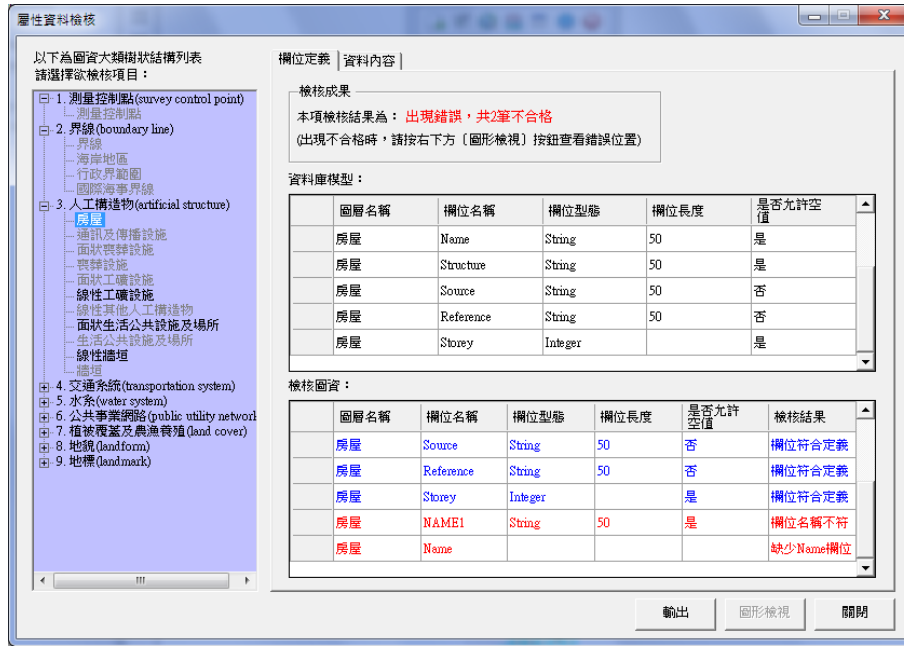 屬性資料檢核
以下為圖資大類樹狀結構列表
請選擇欲檢核項目：
1. 測量控制點(survey control point)
測量控制點
2. 界線(boundary line)
界線
海岸地區
行政界範圍
國際海事界線
3. 人工構造物(artificial structure)
房屋
通訊及傳播設施
面狀喪葬設施
喪葬設施
面狀工礦設施
線性工礦設施
線性其他人工構造物
面狀生活公共設施及場所
生活公共設施及場所
線性牆垣
牆垣
4. 交通系統(transportation system)
5. 水系(water system)
6. 公共事業網路(public utility network
7. 植被覆蓋及農漁養殖(land cover)
8. 地貌(landform)
9. 地標(landmark)
欄位定義 資料內容
檢核成果
本項檢核結果為： 出現錯誤，共2筆不合格
(出現不合格時，請按右下方〔圖形檢視〕按鈕查看錯誤位置)
資料庫模型：
圖層名稱 欄位名稱 欄位型態 欄位長度 是否允許空值
房屋 Name String 50 是
房屋 Structure String 50 是
房屋 Source String 50 否
房屋 Reference String 50 否
房屋 Storey Integer 是
檢核圖資：
圖層名稱 欄位名稱 欄位型態 欄位長度 是否允許空值 檢核結果
房屋 Source String 50 否 欄位符合定義
房屋 Reference String 50 否 欄位符合定義
房屋 Storey Integer 是 欄位符合定義
房屋 NAME1 String 50 是 欄位名稱不符
房屋 Name 缺少Name欄位
輸出 圖形檢視 關閉